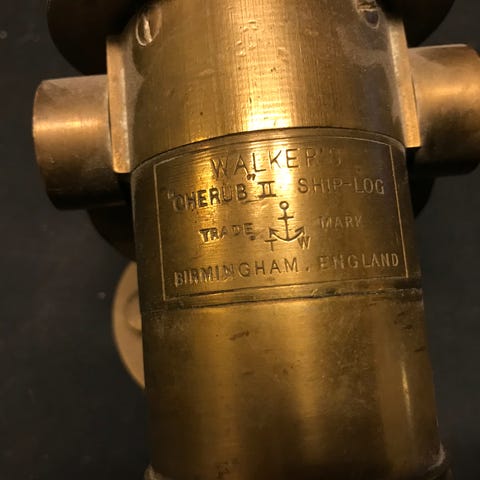 WALKER'S
"CHERUB" II SHIP-LOG
TRADE MARK
T W
BIRMINGHAM, ENGLAND